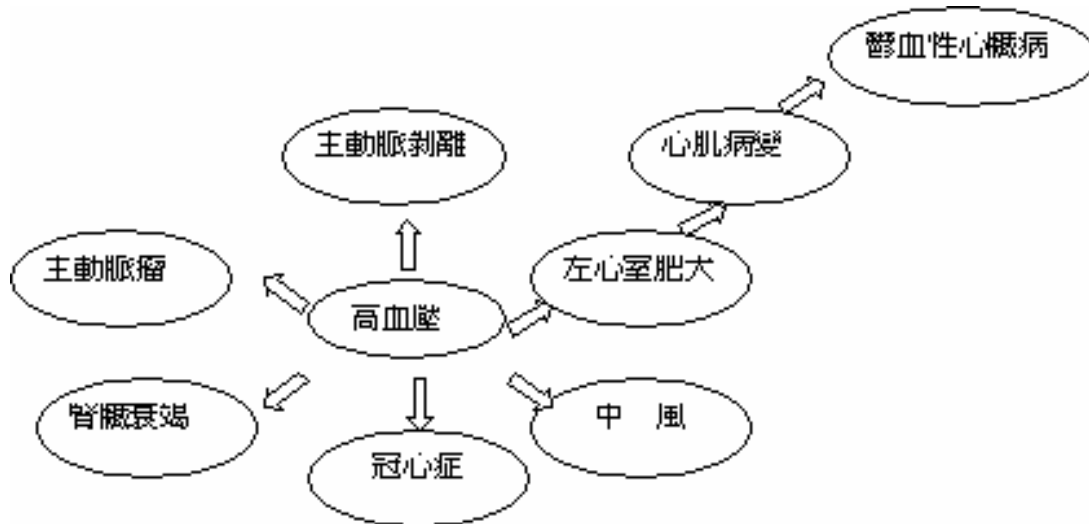 鬱血性心臟病
主動脈剝離
心肌病變
主動脈瘤
左心室肥大
高血壓
腎臟衰竭
中 風
冠心症